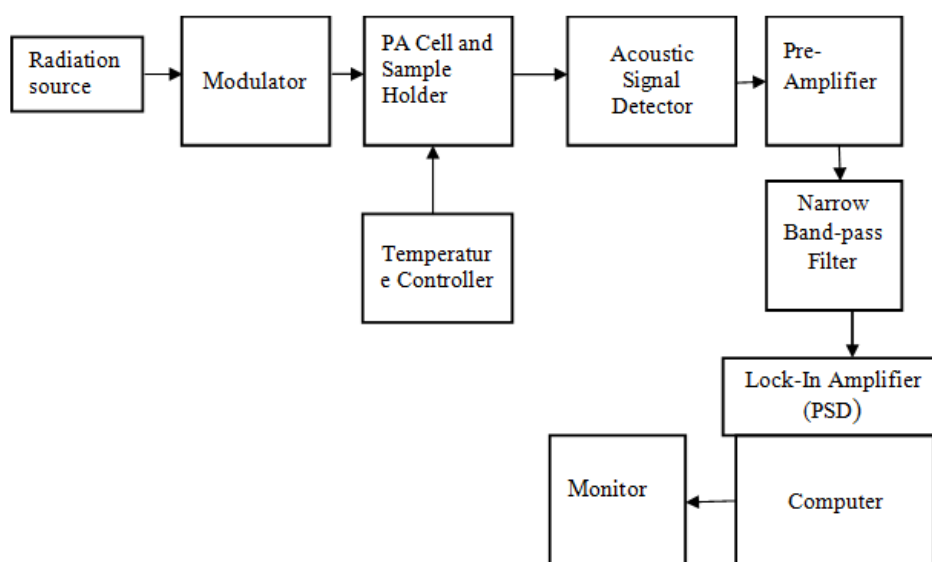 Radiation
source
Modulator
PA Cell and
Sample
Holder
Acoustic
Signal
Detector
Pre-
Amplifier
Temperatur
e Controller
Narrow
Band-pass
Filter
Lock-In Amplifier
(PSD)
Monitor
Computer